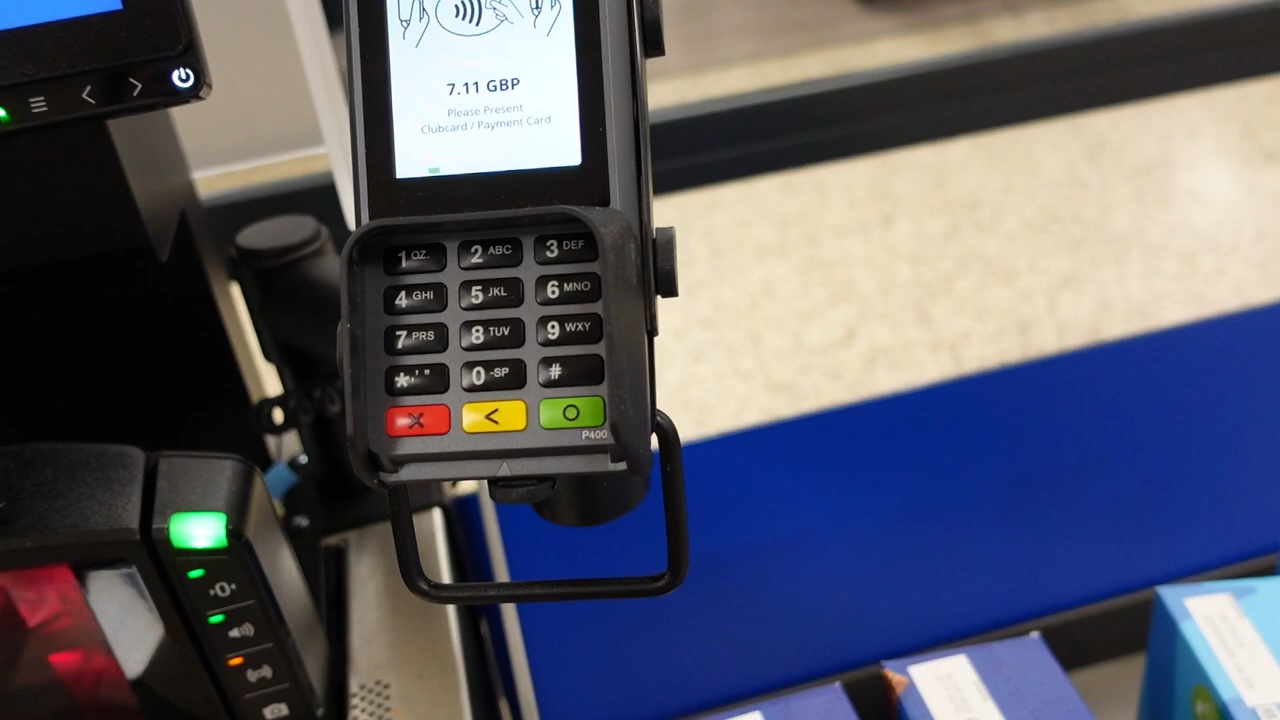 7.11 GBP
Please Present
Clubcard / Payment Card
1 QZ. 2 ABC 3 DEF
4 GHI 5 JKL 6 MNO
7 PRS 8 TUV 9 WXY
* ' " 0 -SP #
P400
>0<